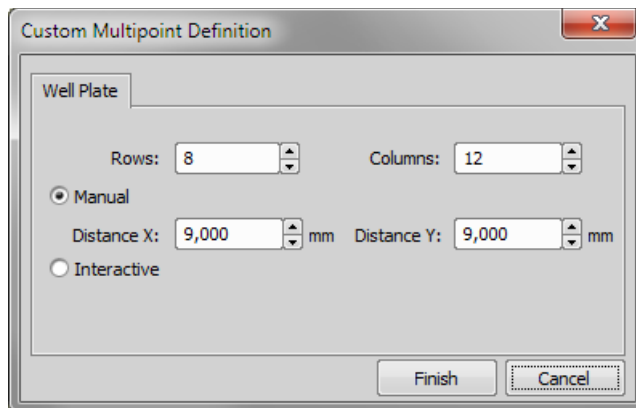 Custom Multipoint Definition
Well Plate
Rows: 8 Columns: 12
Manual
Distance X: 9,000 mm Distance Y: 9,000 mm
Interactive
Finish Cancel